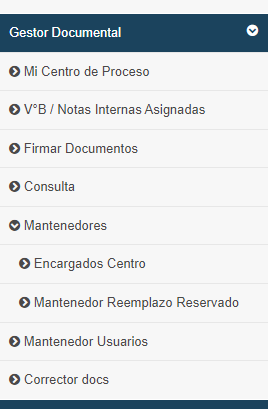 Gestor Documental
Mi Centro de Proceso
V°B / Notas Internas Asignadas
Firmar Documentos
Consulta
Mantenedores
Encargados Centro
Mantenedor Reemplazo Reservado
Mantenedor Usuarios
Corrector docs